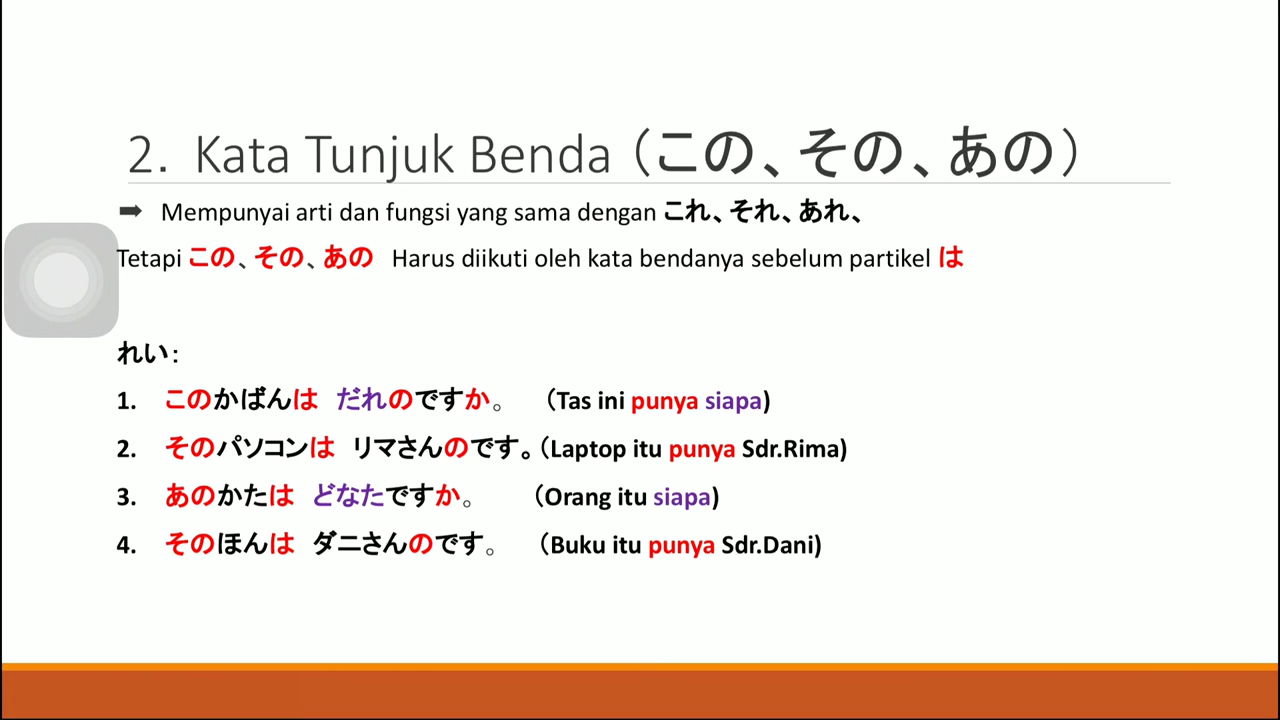 2. Kata Tunjuk Benda （この、その、あの）
➡ Mempunyai arti dan fungsi yang sama dengan これ、それ、あれ、
Tetapi この、その、あの Harus diikuti oleh kata bendanya sebelum partikel は
れい：
1. このかばんは だれのですか。 （Tas ini punya siapa)
2. そのパソコンは リマさんのです。（Laptop itu punya Sdr.Rima)
3. あのかたは どなたですか。 （Orang itu siapa)
4. そのほんは ダニさんのです。 （Buku itu punya Sdr.Dani)